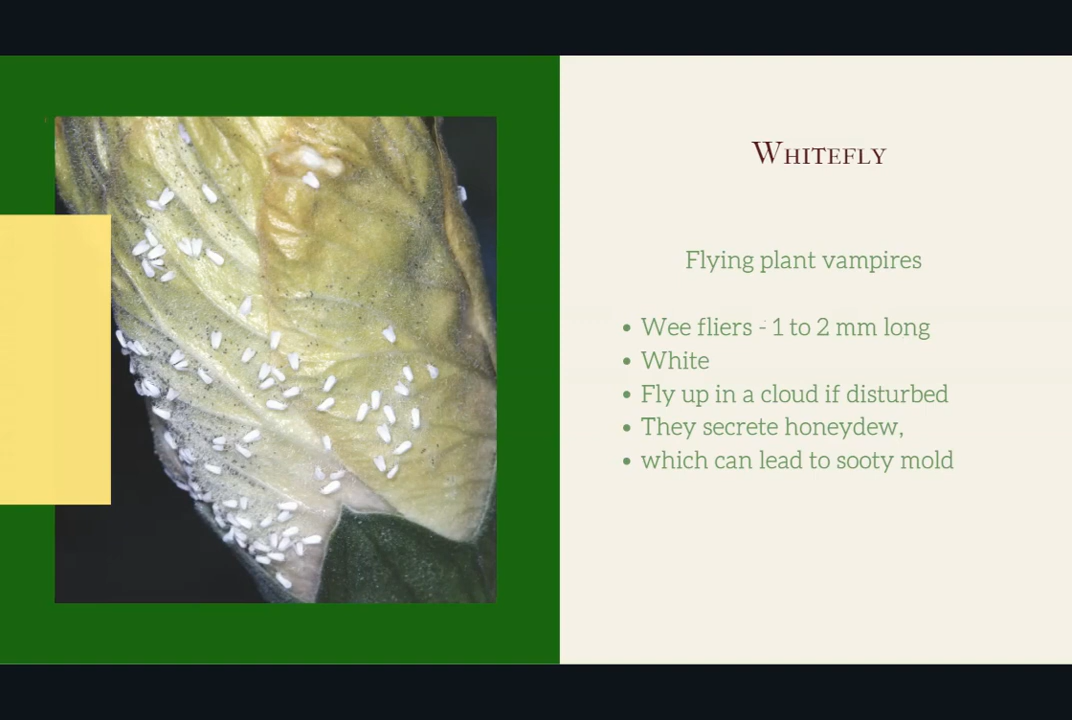 Whitefly
Flying plant vampires
• Wee fliers - 1 to 2 mm long
• White
• Fly up in a cloud if disturbed
• They secrete honeydew,
• which can lead to sooty mold